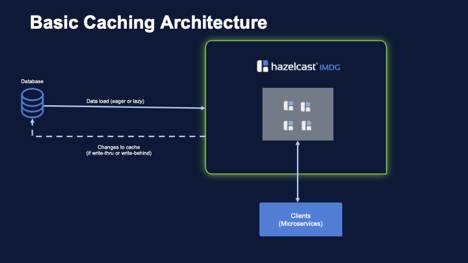 Basic Caching Architecture
hazelcast IMDG
Database
Data load (eager or lazy)
Changes to cache
(if write-thru or write-behind)
Clients
(Microservices)